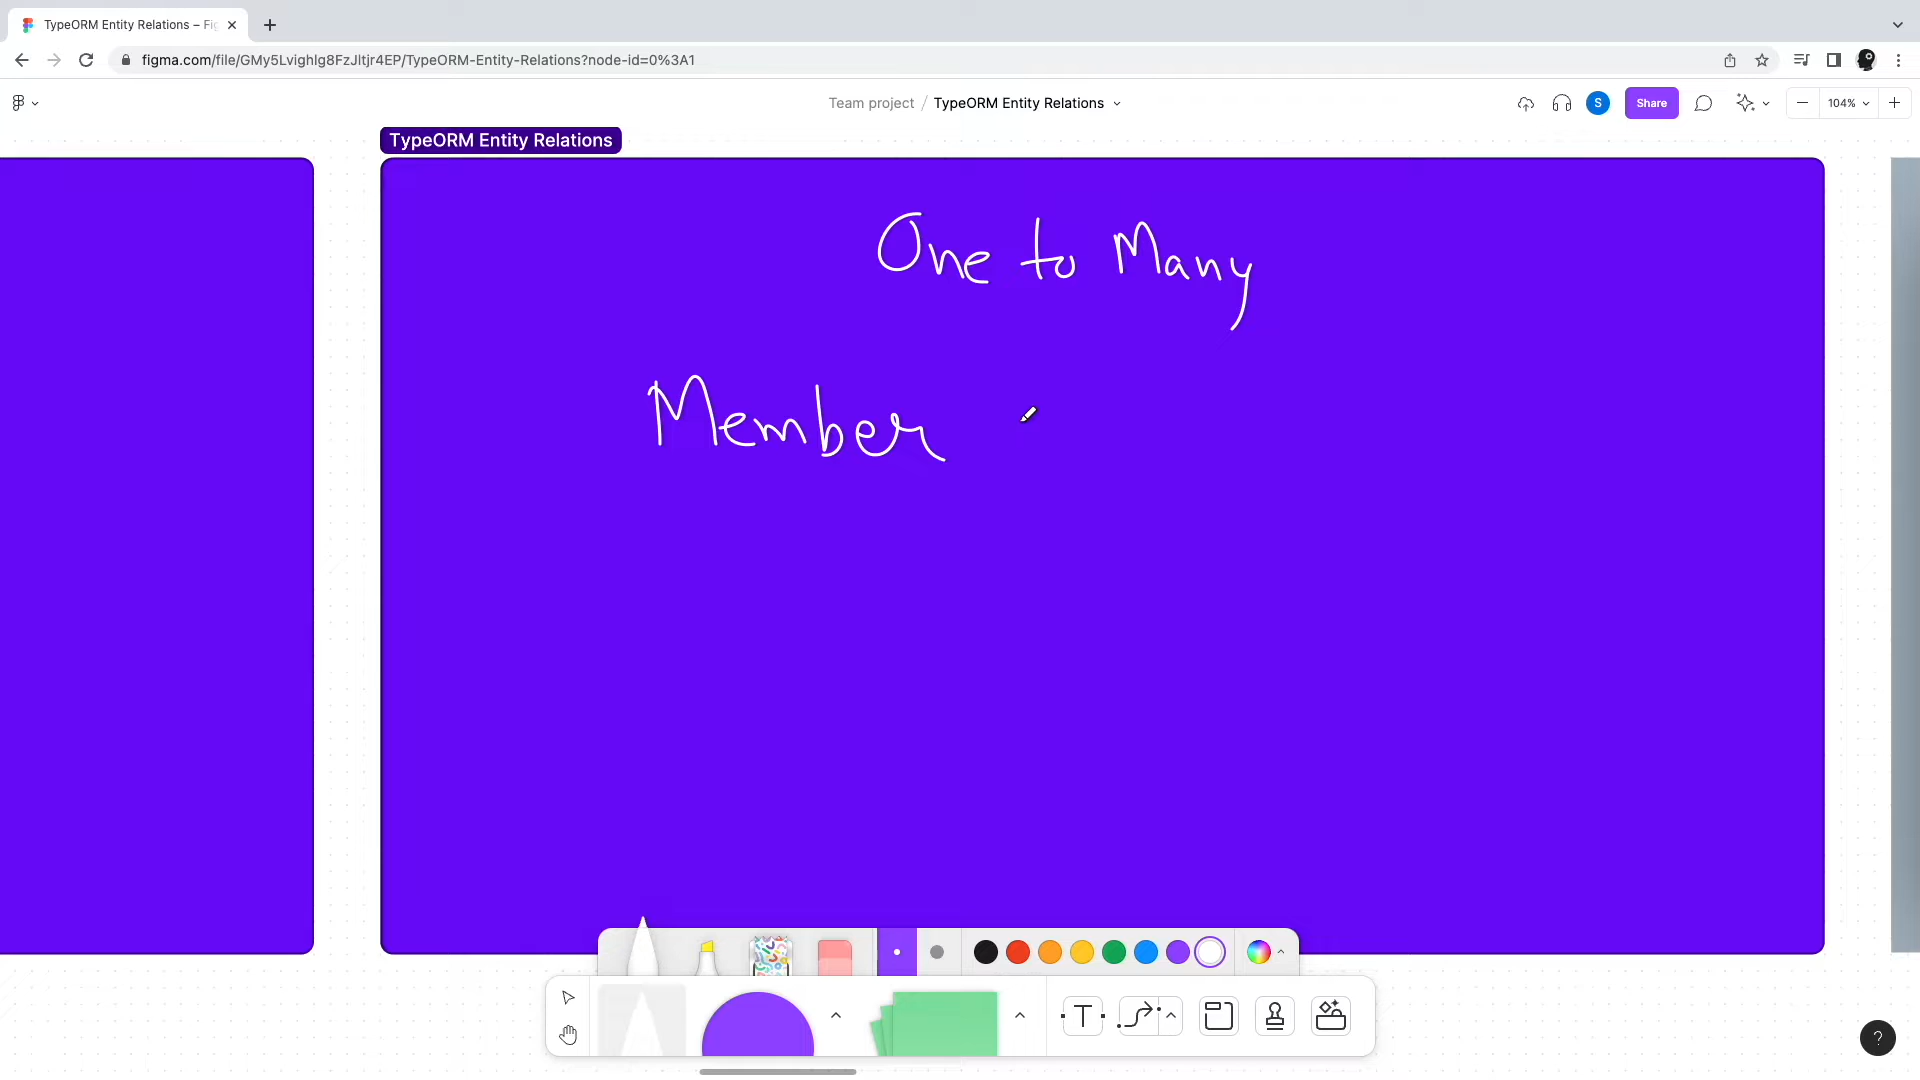 TypeORM Entity Relations – Fig
figma.com/file/GMy5Lvighlg8FzJltjr4EP/TypeORM-Entity-Relations?node-id=0%3A1
Team project / TypeORM Entity Relations
S
Share
104%
TypeORM Entity Relations
One to Many
Member
T
?